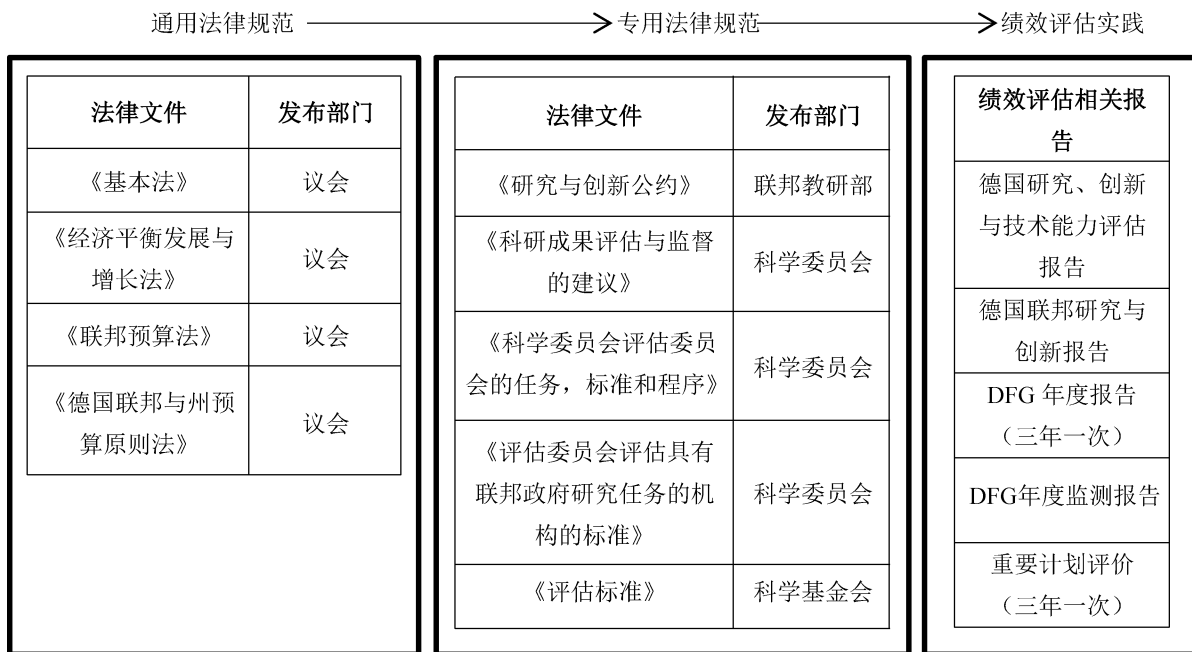 通用法律规范
专用法律规范
绩效评估实践
法律文件
发布部门
《基本法》
议会
《经济平衡发展与
增长法》
议会
《联邦预算法》
议会
《德国联邦与州预
算原则法》
议会
法律文件
发布部门
《研究与创新公约》
联邦教研部
《科研成果评估与监督
的建议》
科学委员会
《科学委员会评估委员
会的任务，标准和程序》
科学委员会
《评估委员会评估具有
联邦政府研究任务的机
构的标准》
科学委员会
《评估标准》
科学基金会
绩效评估相关报
告
德国研究、创新
与技术能力评估
报告
德国联邦研究与
创新报告
DFG 年度报告
（三年一次）
DFG年度监测报告
重要计划评价
（三年一次）